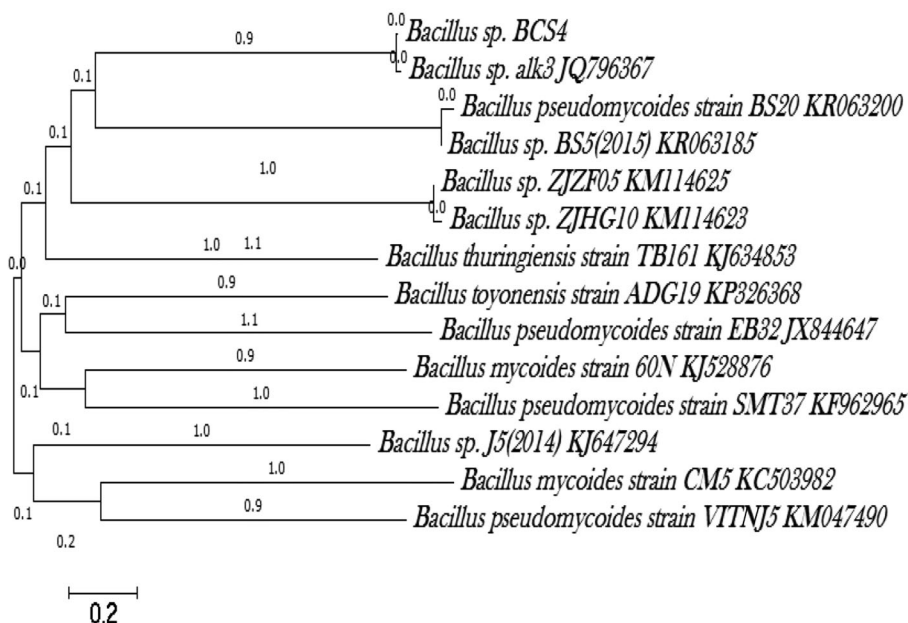 0.0
Bacillus sp. BCS4
0.9
0.0
Bacillus sp. alk3 JQ796367
0.1
0.0
Bacillus pseudomycoides strain BS20 KR063200
0.1
Bacillus sp. BS5(2015) KR063185
1.0
Bacillus sp. ZJZF05 KM114625
0.1
0.0
Bacillus sp. ZJHG10 KM114623
1.0 1.1
Bacillus thuringiensis strain TB161 KJ634853
0.0
0.9
Bacillus toyonensis strain ADG19 KP326368
0.1
1.1
Bacillus pseudomycoides strain EB32 JX844647
0.9
Bacillus mycoides strain 60N KJ528876
0.1
1.0
Bacillus pseudomycoides strain SMT37 KF962965
0.1 1.0
Bacillus sp. J5(2014) KJ647294
1.0
Bacillus mycoides strain CM5 KC503982
0.1
0.9
Bacillus pseudomycoides strain VITNJ5 KM047490
0.2
0.2